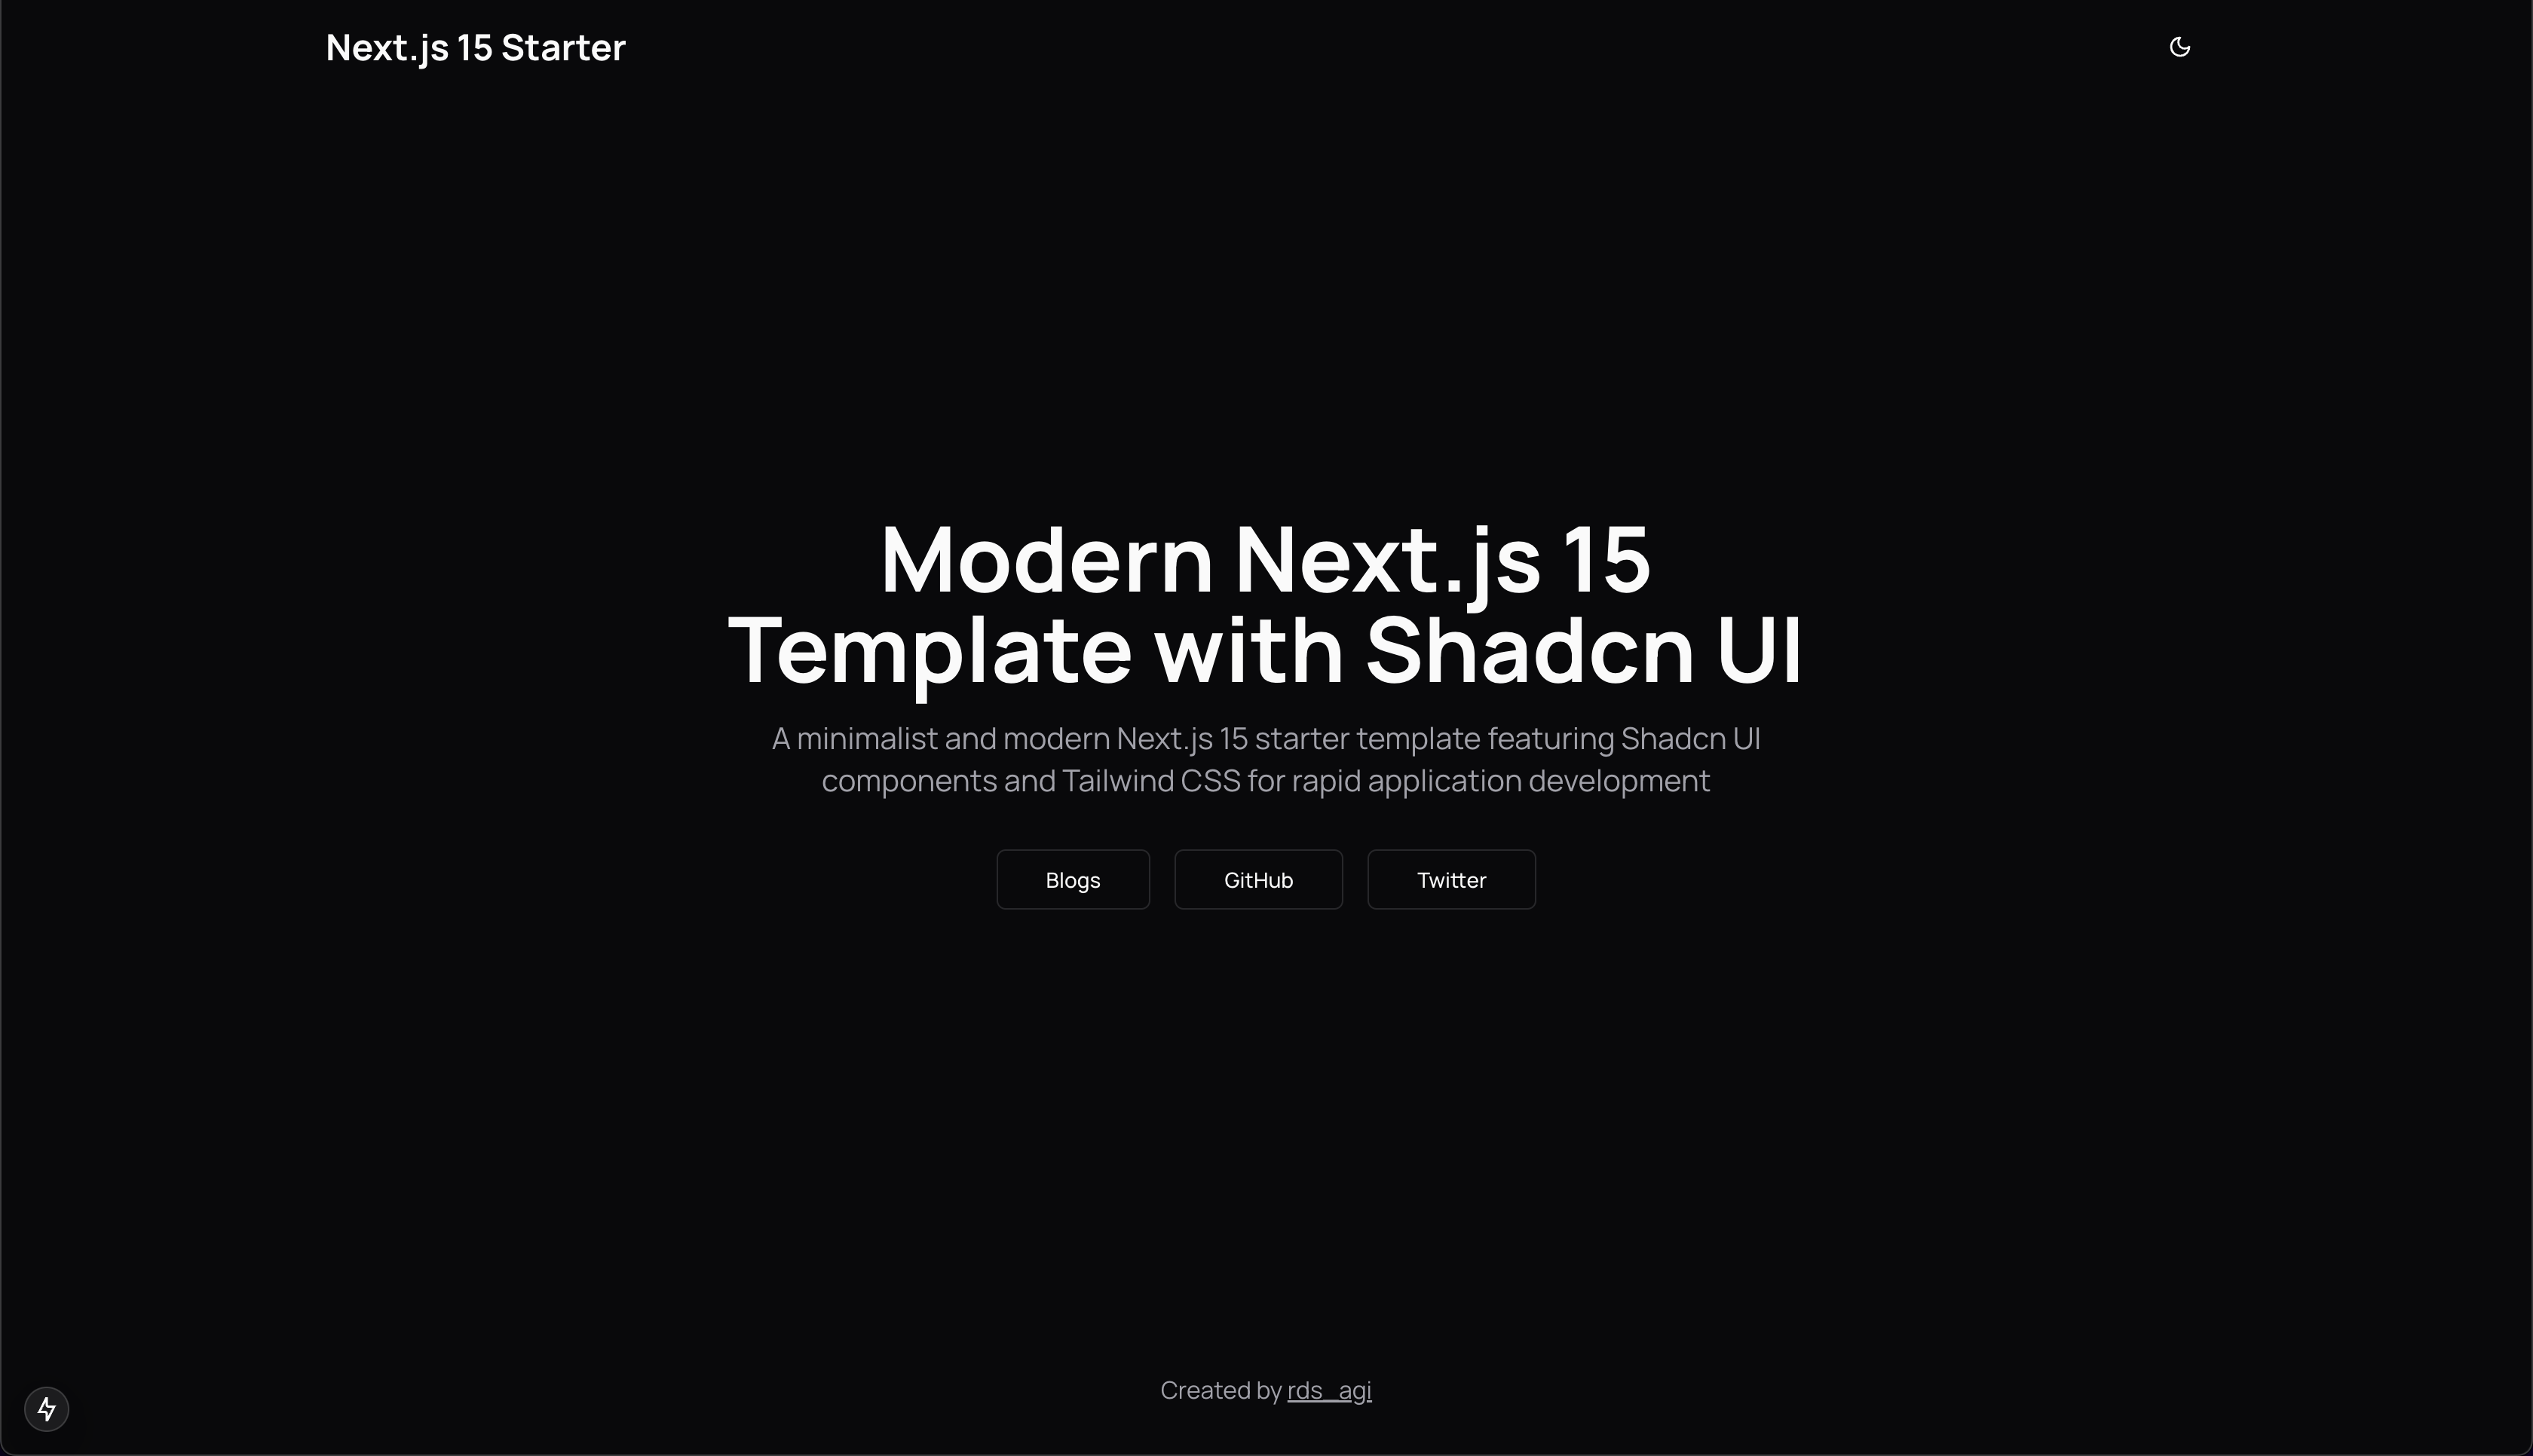 Next.js 15 Starter
Modern Next.js 15
Template with Shadcn UI
A minimalist and modern Next.js 15 starter template featuring Shadcn UI
components and Tailwind CSS for rapid application development
Blogs
GitHub
Twitter
Created by rds_agi